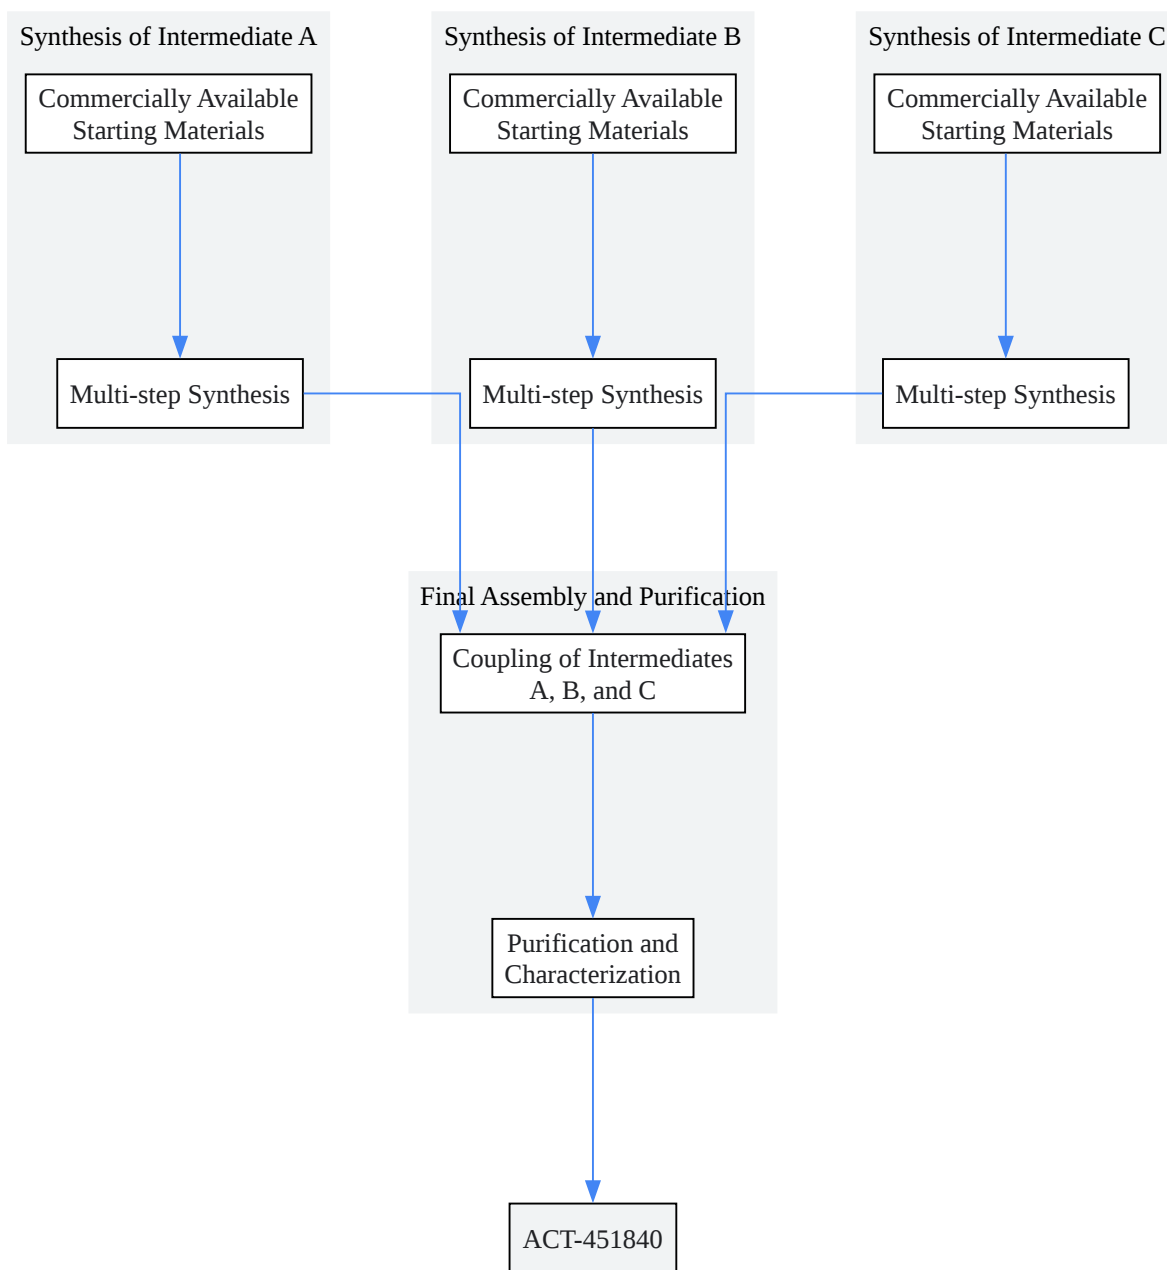 Synthesis of Intermediate A
Commercially Available
Starting Materials
Multi-step Synthesis
Synthesis of Intermediate B
Commercially Available
Starting Materials
Multi-step Synthesis
Synthesis of Intermediate C
Commercially Available
Starting Materials
Multi-step Synthesis
Final Assembly and Purification
Coupling of Intermediates
A, B, and C
Purification and
Characterization
ACT-451840